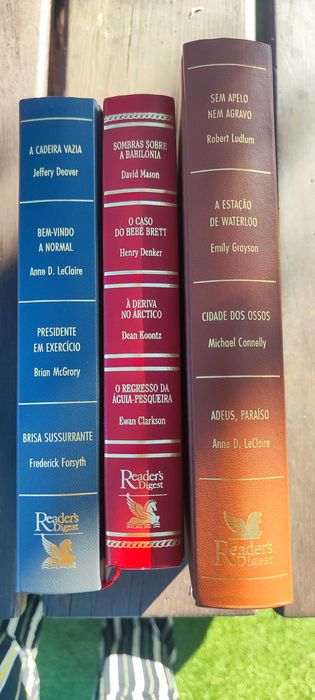 A CADEIRA VAZIA
Jeffery Deaver
BEM-VINDO
A NORMAL
Anne D. LeClaire
PRESIDENTE
EM EXERCÍCIO
Brian McGrory
BRISA SUSSURRANTE
Frederick Forsyth
Reader's
Digest
SOMBRAS SOBRE
A BABILÓNIA
David Mason
O CASO
DO BEBÉ BRETT
Henry Denker
À DERIVA
NO ÁRCTICO
Dean Koontz
O REGRESSO DA
ÁGUIA-PESQUEIRA
Ewan Clarkson
Reader's
Digest
SEM APELO
NEM AGRAVO
Robert Ludlum
A ESTAÇÃO
DE WATERLOO
Emily Grayson
CIDADE DOS OSSOS
Michael Connelly
ADEUS, PARAÍSO
Anne D. LeClaire
Reader's
Digest